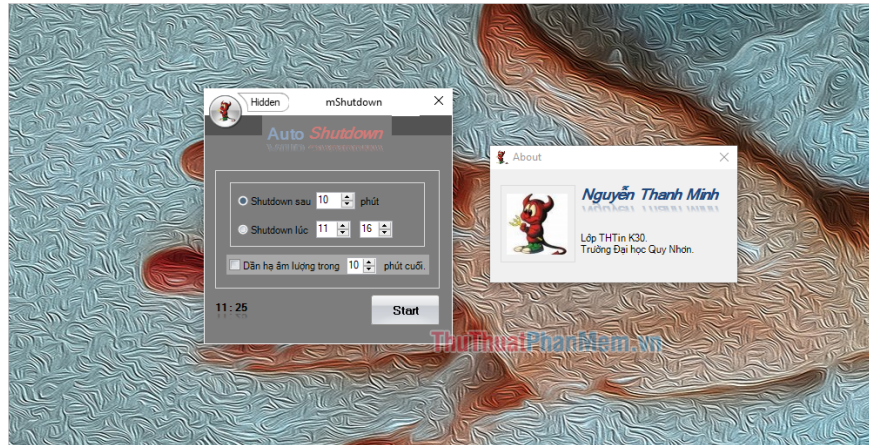 Hidden
mShutdown
Auto Shutdown
Shutdown sau 10 phút
Shutdown lúc 11 16
Dần hạ âm lượng trong 10 phút cuối.
11 : 25
Start
About
Nguyễn Thanh Minh
Lớp THTin K30.
Trường Đại học Quy Nhơn.
ThuThuatPhanMem.vn